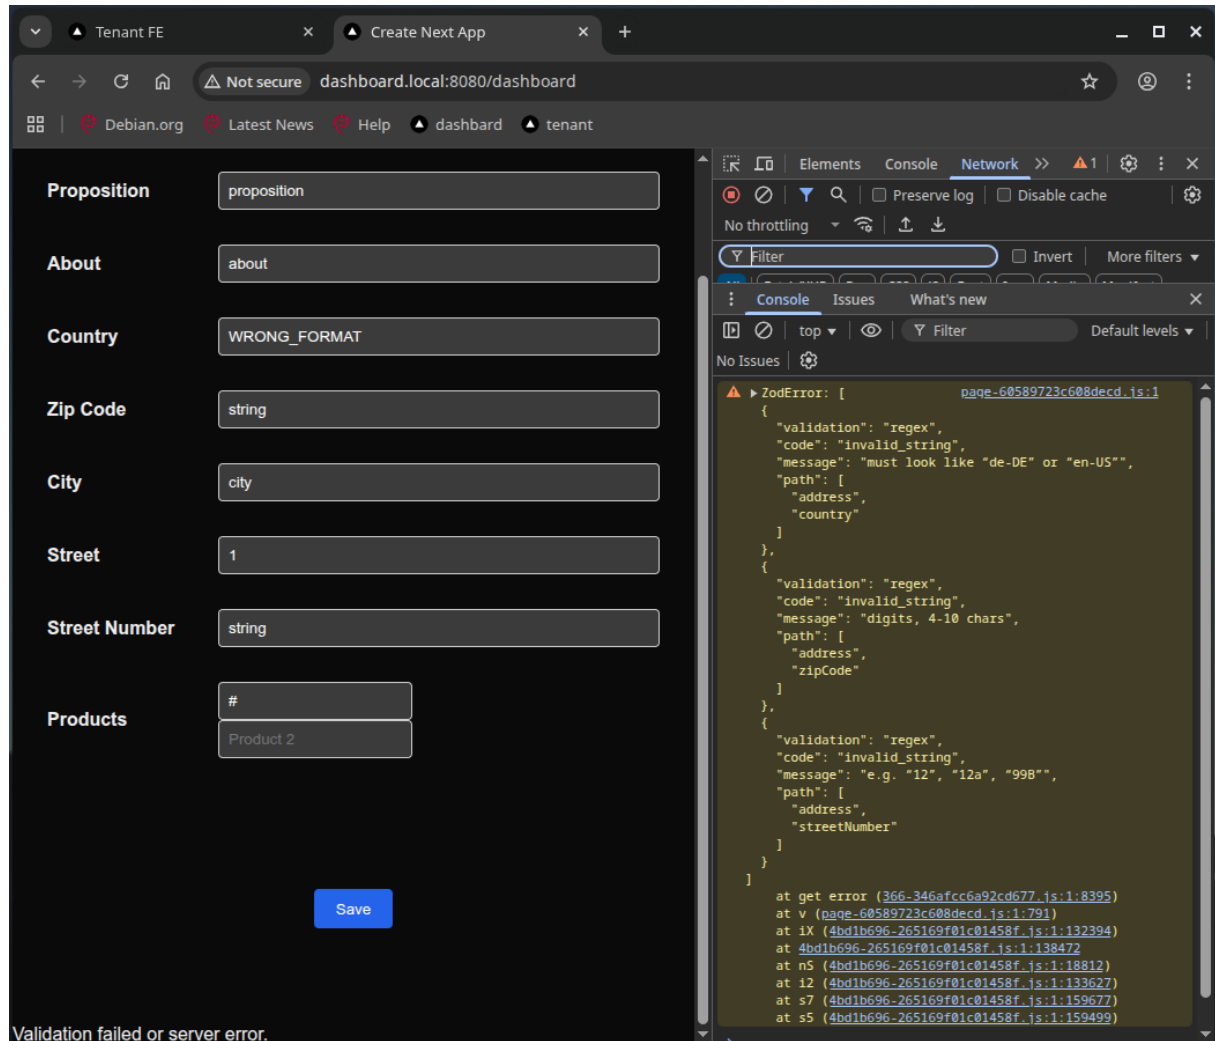 Tenant FE
Create Next App
Not secure dashboard.local:8080/dashboard
Debian.org Latest News Help dashbard tenant
Proposition proposition
About about
Country WRONG_FORMAT
Zip Code string
City city
Street 1
Street Number string
Products #
Product 2
Save
Validation failed or server error.
Elements Console Network 1
Preserve log Disable cache
No throttling
Filter Invert More filters
Console Issues What's new
top Filter Default levels
No Issues
ZodError: [ page-60589723c608decd.js:1
{
"validation": "regex",
"code": "invalid_string",
"message": "must look like “de-DE” or “en-US”",
"path": [
"address",
"country"
]
},
{
"validation": "regex",
"code": "invalid_string",
"message": "digits, 4-10 chars",
"path": [
"address",
"zipCode"
]
},
{
"validation": "regex",
"code": "invalid_string",
"message": "e.g. “12”, “12a”, “99B”",
"path": [
"address",
"streetNumber"
]
}
]
at get error (366-346afcc6a92cd677.js:1:8395)
at v (page-60589723c608decd.js:1:791)
at iX (4bd1b696-265169f01c01458f.js:1:132394)
at 4bd1b696-265169f01c01458f.js:1:138472
at nS (4bd1b696-265169f01c01458f.js:1:18812)
at i2 (4bd1b696-265169f01c01458f.js:1:133627)
at s7 (4bd1b696-265169f01c01458f.js:1:159677)
at s5 (4bd1b696-265169f01c01458f.js:1:159499)